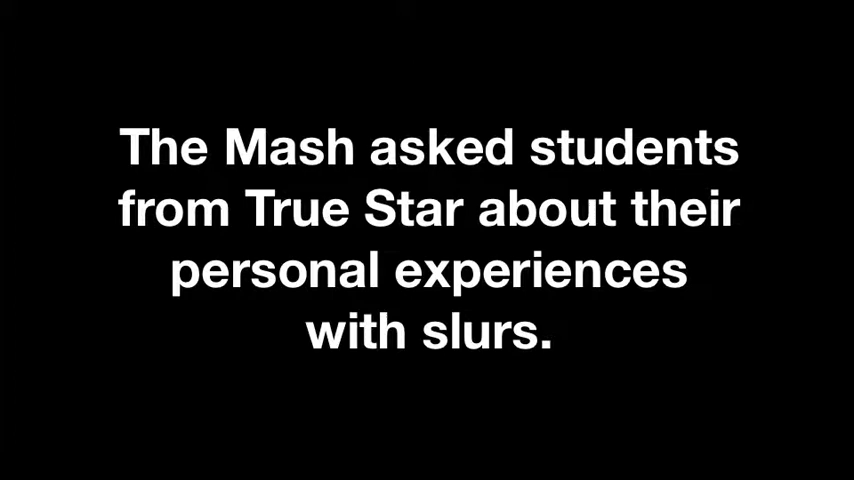 The Mash asked students
from True Star about their
personal experiences
with slurs.